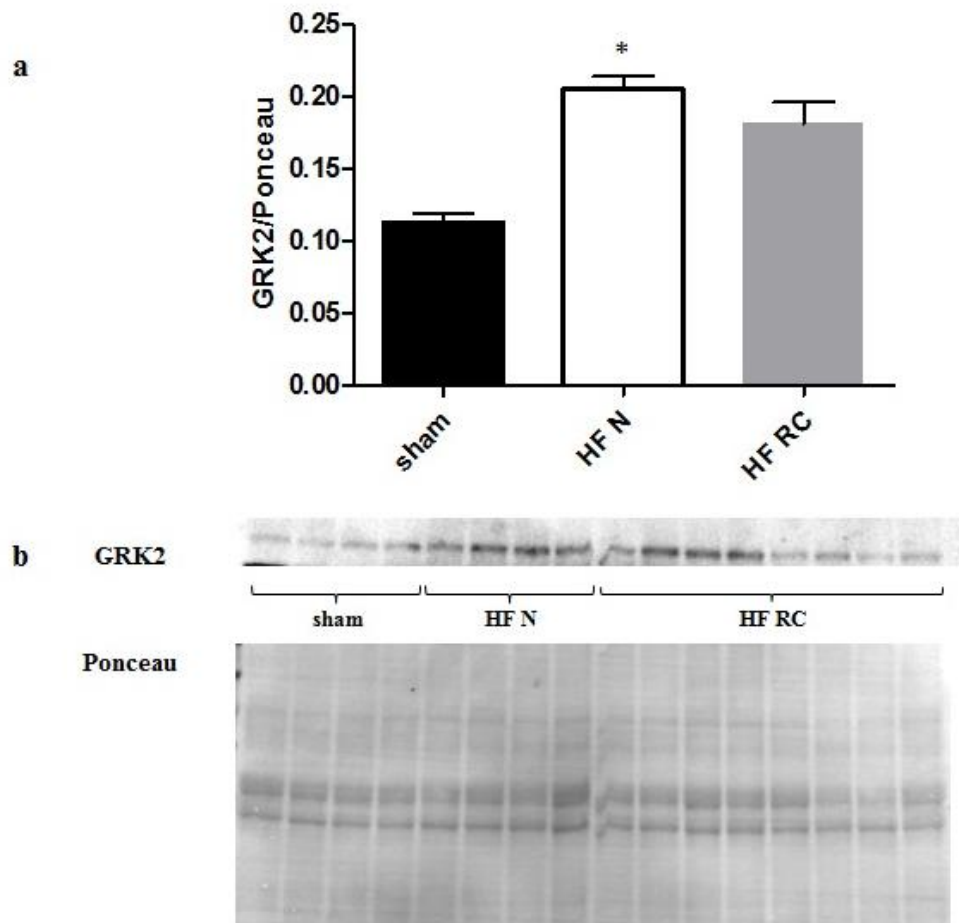 a
GRK2/Ponceau
0.25
0.20
0.15
0.10
0.05
0.00
*
sham
HF N
HF RC
b
GRK2
sham
HF N
HF RC
Ponceau